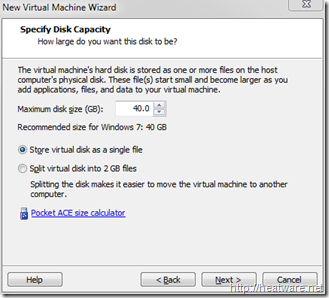 New Virtual Machine Wizard
Specify Disk Capacity
How large do you want this disk to be?
The virtual machine's hard disk is stored as one or more files on the host
computer's physical disk. These file(s) start small and become larger as you
add applications, files, and data to your virtual machine.
Maximum disk size (GB): 40.0
Recommended size for Windows 7: 40 GB
Store virtual disk as a single file
Split virtual disk into 2 GB files
Splitting the disk makes it easier to move the virtual machine to another
computer.
Pocket ACE size calculator
http://heatware.net
Help < Back Next > Cancel